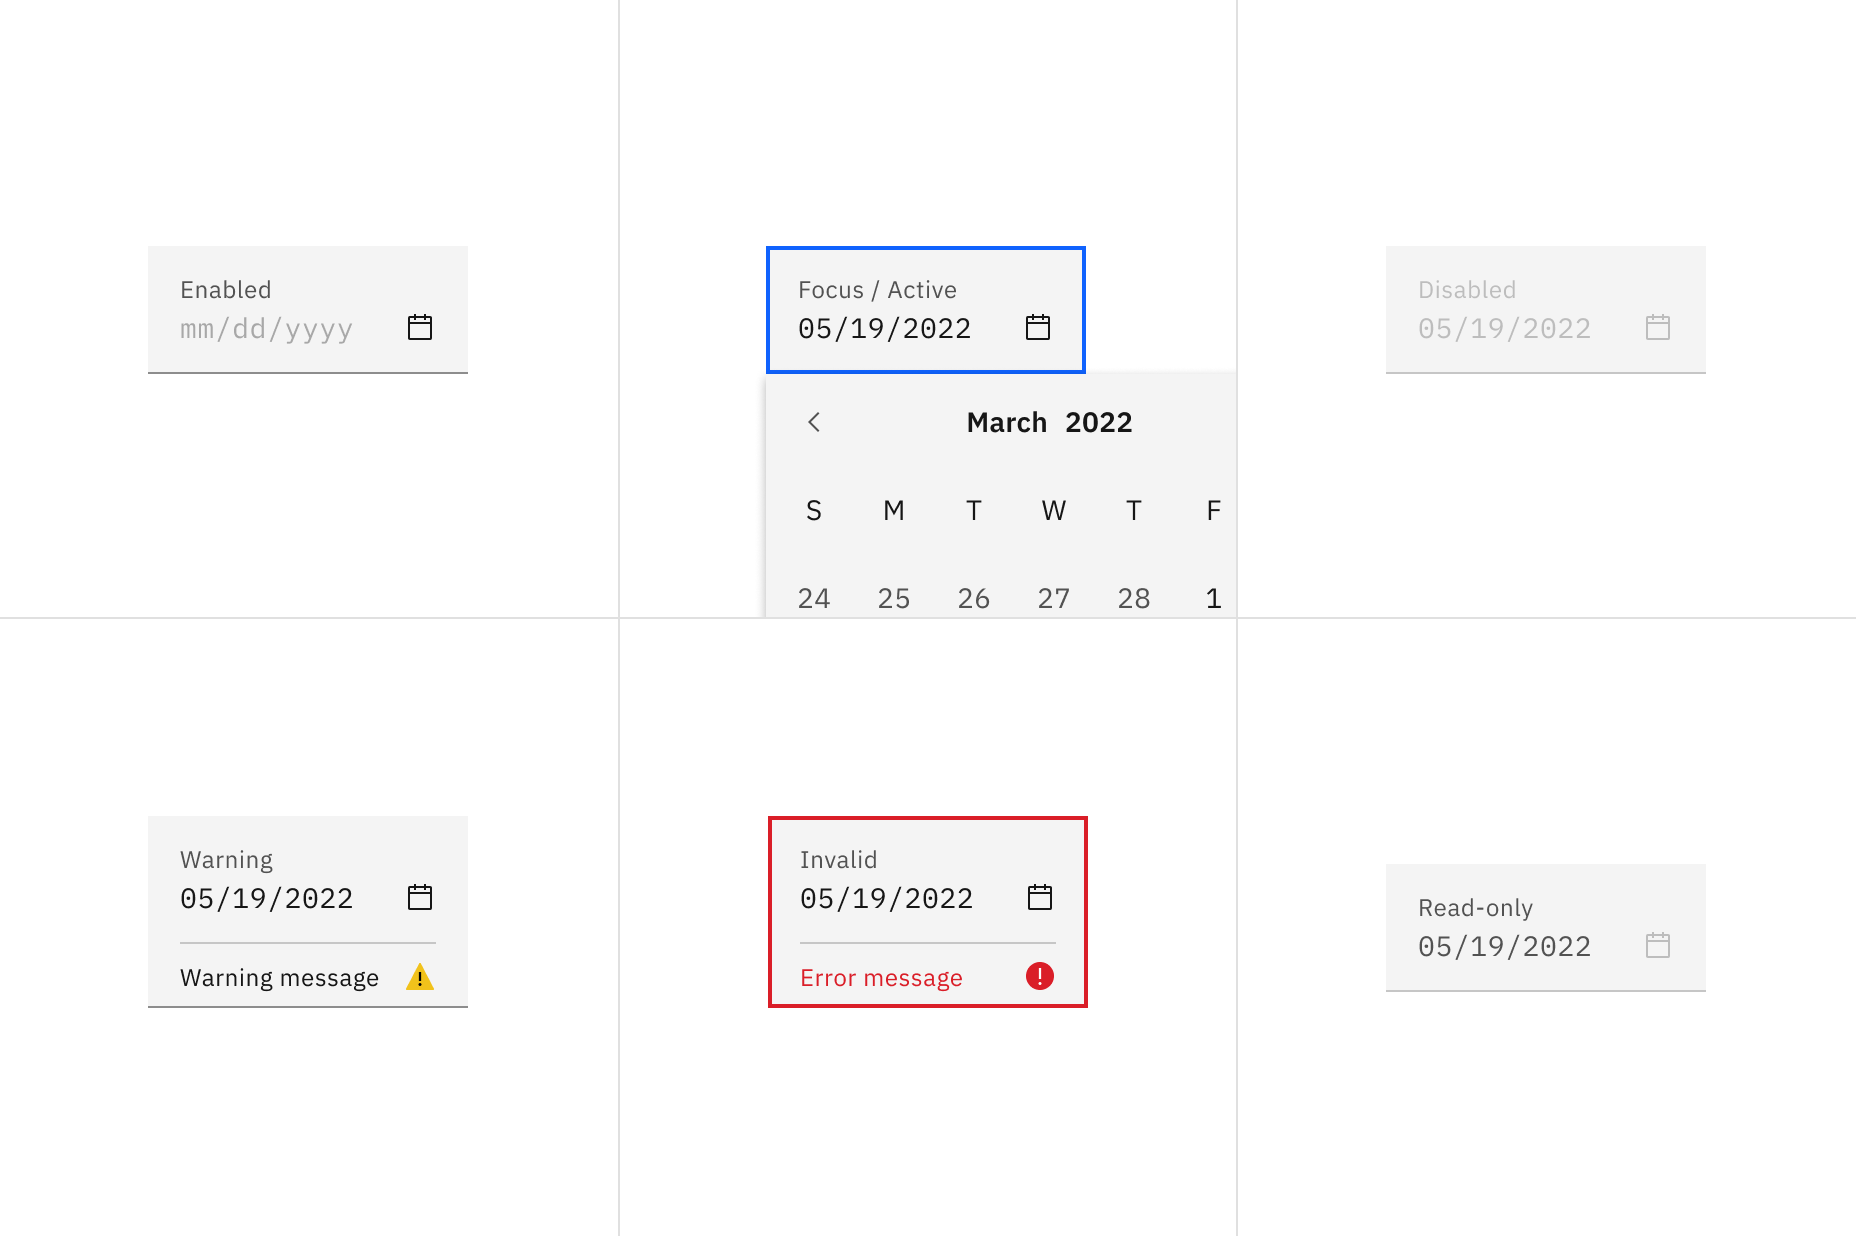 Enabled
mm/dd/yyyy
Focus / Active
05/19/2022
March 2022
S M T W T F
24 25 26 27 28 1
Disabled
05/19/2022
Warning
05/19/2022
Warning message
Invalid
05/19/2022
Error message
Read-only
05/19/2022